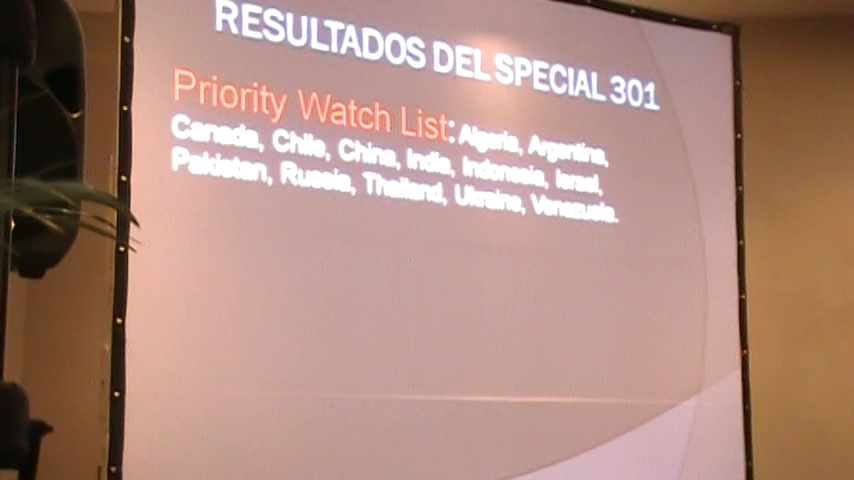 RESULTADOS DEL SPECIAL 301
Priority Watch List: Algeria, Argentina,
Canada, Chile, China, India, Indonesia, Israel,
Pakistan, Russia, Thailand, Ukraine, Venezuela.